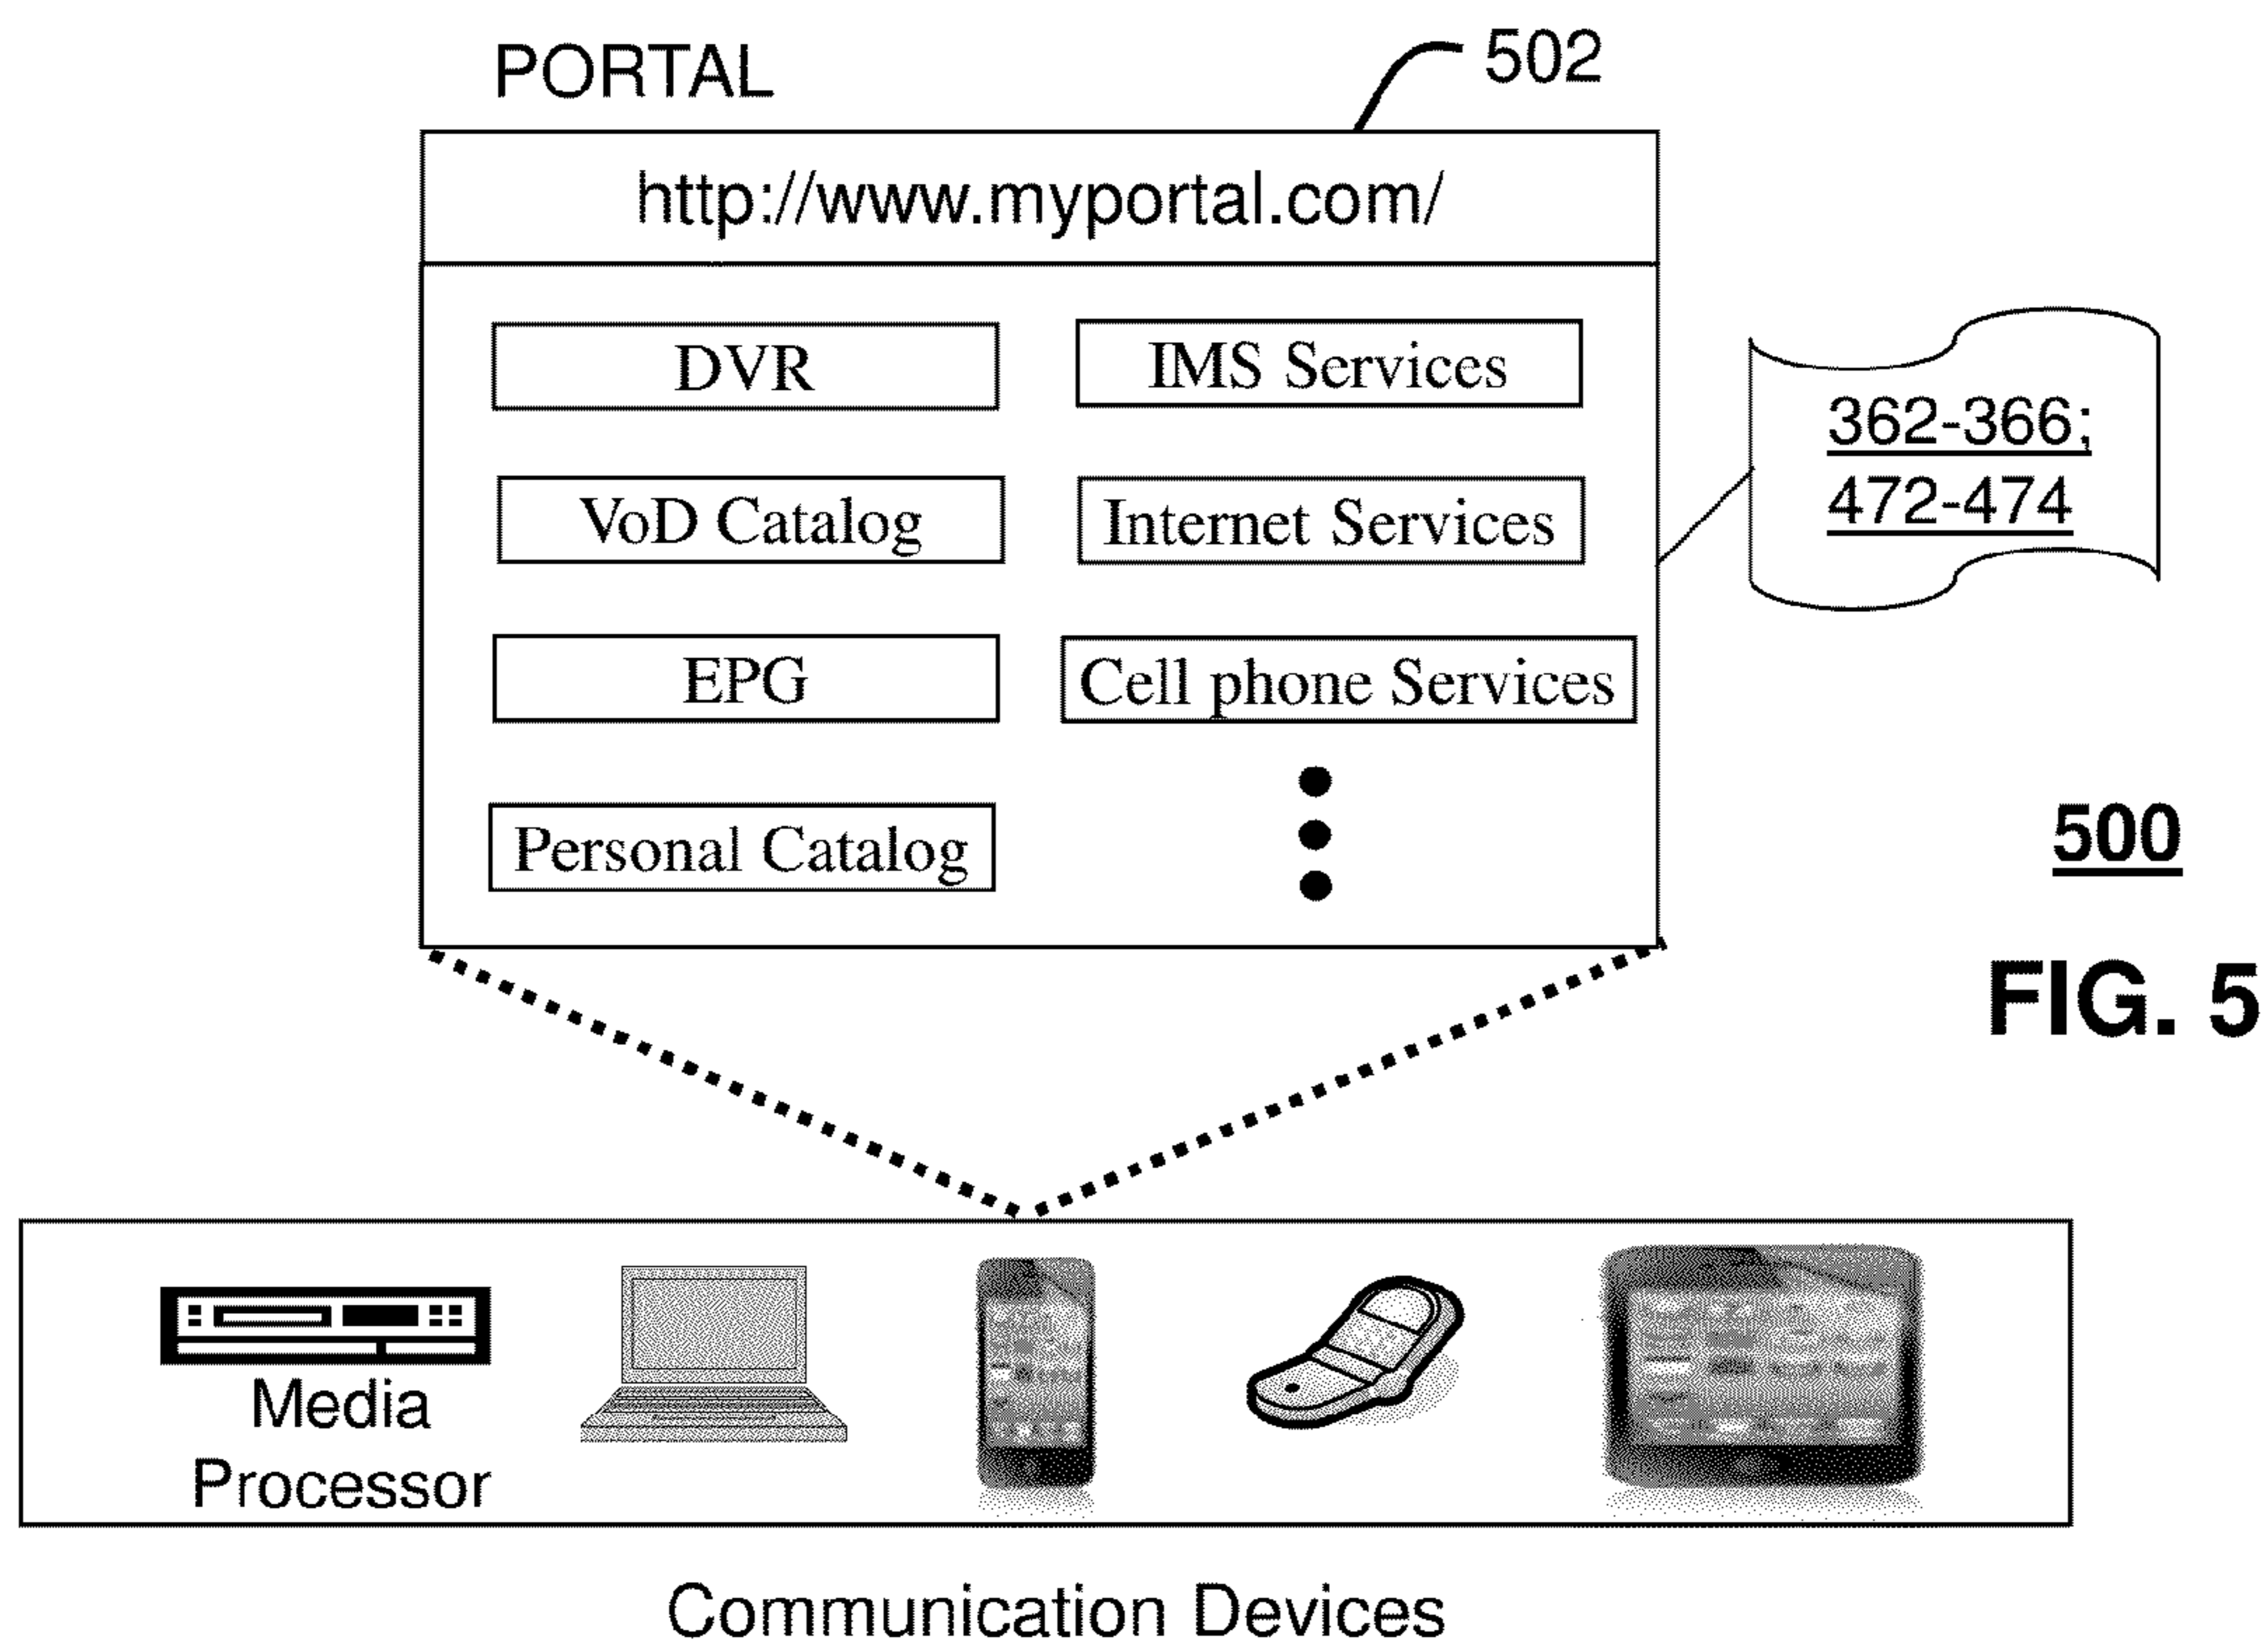 PORTAL
502
http://www.myportal.com/
DVR
IMS Services
VoD Catalog
Internet Services
EPG
Cell phone Services
Personal Catalog
362-366;
472-474
500
FIG. 5
Media
Processor
Communication Devices